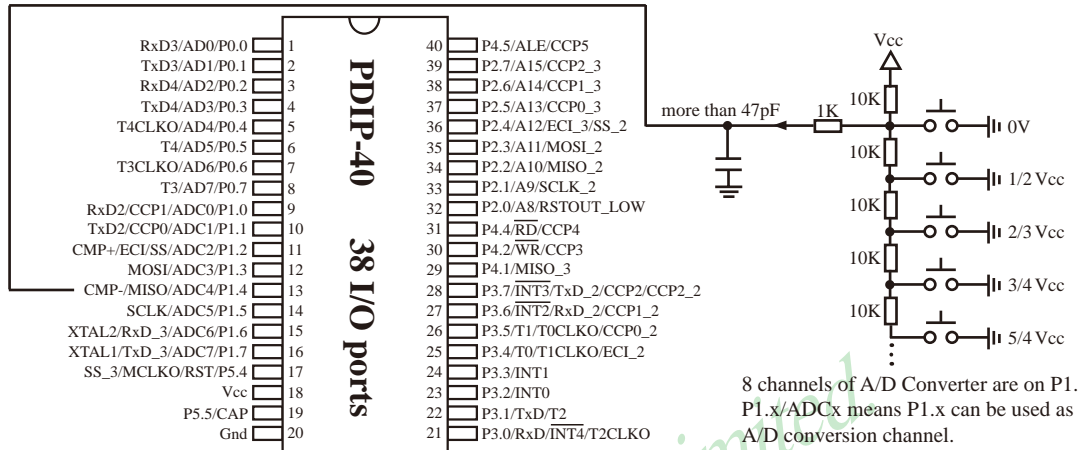 RxD3/AD0/P0.0 1
TxD3/AD1/P0.1 2
RxD4/AD2/P0.2 3
TxD4/AD3/P0.3 4
T4CLKO/AD4/P0.4 5
T4/AD5/P0.5 6
T3CLKO/AD6/P0.6 7
T3/AD7/P0.7 8
RxD2/CCP1/ADC0/P1.0 9
TxD2/CCP0/ADC1/P1.1 10
CMP+/ECI/SS/ADC2/P1.2 11
MOSI/ADC3/P1.3 12
CMP-/MISO/ADC4/P1.4 13
SCLK/ADC5/P1.5 14
XTAL2/RxD_3/ADC6/P1.6 15
XTAL1/TxD_3/ADC7/P1.7 16
SS_3/MCLKO/RST/P5.4 17
Vcc 18
P5.5/CAP 19
Gnd 20
PDIP-40 38 I/O ports
40 P4.5/ALE/CCP5
39 P2.7/A15/CCP2_3
38 P2.6/A14/CCP1_3
37 P2.5/A13/CCP0_3
36 P2.4/A12/ECI_3/SS_2
35 P2.3/A11/MOSI_2
34 P2.2/A10/MISO_2
33 P2.1/A9/SCLK_2
32 P2.0/A8/RSTOUT_LOW
31 P4.4/RD/CCP4
30 P4.2/WR/CCP3
29 P4.1/MISO_3
28 P3.7/INT3/TxD_2/CCP2/CCP2_2
27 P3.6/INT2/RxD_2/CCP1_2
26 P3.5/T1/T0CLKO/CCP0_2
25 P3.4/T0/T1CLKO/ECI_2
24 P3.3/INT1
23 P3.2/INT0
22 P3.1/TxD/T2
21 P3.0/RxD/INT4/T2CLKO
more than 47pF
1K
Vcc
10K
0V
10K
1/2 Vcc
10K
2/3 Vcc
10K
3/4 Vcc
10K
5/4 Vcc
8 channels of A/D Converter are on P1.
P1.x/ADCx means P1.x can be used as
A/D conversion channel.
imited.